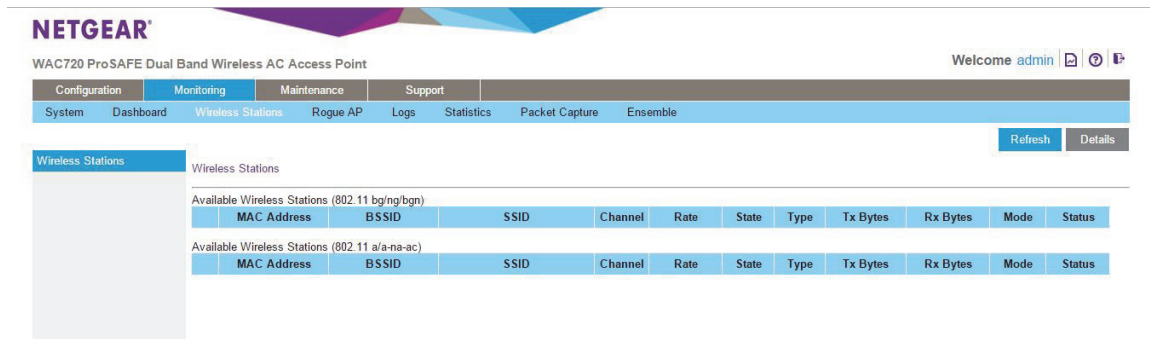 NETGEAR®
WAC720 ProSAFE Dual Band Wireless AC Access Point
Welcome admin
Configuration Monitoring Maintenance Support
System Dashboard Wireless Stations Rogue AP Logs Statistics Packet Capture Ensemble
Refresh Details
Wireless Stations
Wireless Stations
Available Wireless Stations (802.11 bg/ng/bgn)
MAC Address BSSID SSID Channel Rate State Type Tx Bytes Rx Bytes Mode Status
Available Wireless Stations (802.11 a/a-na-ac)
MAC Address BSSID SSID Channel Rate State Type Tx Bytes Rx Bytes Mode Status